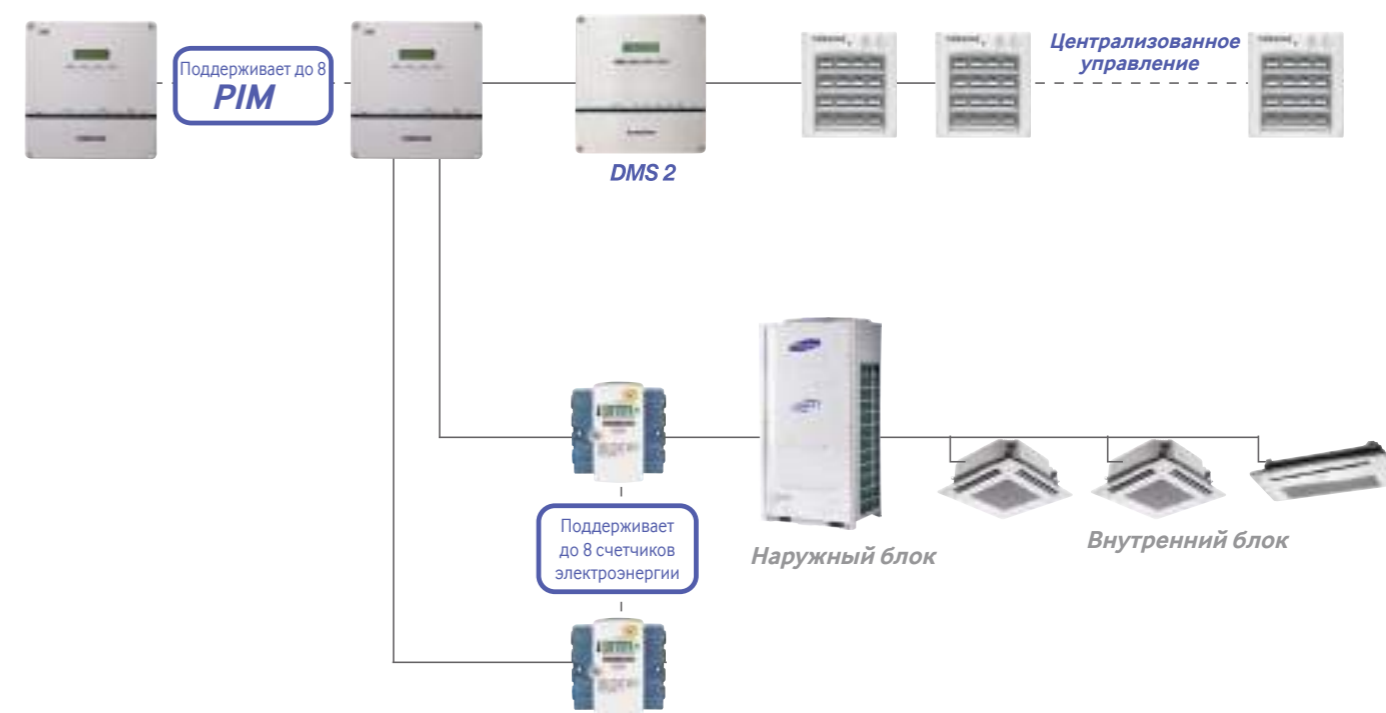 Поддерживает до 8
PIM
Централизованное
управление
DMS 2
Поддерживает
до 8 счетчиков
электроэнергии
Наружный блок
Внутренний блок